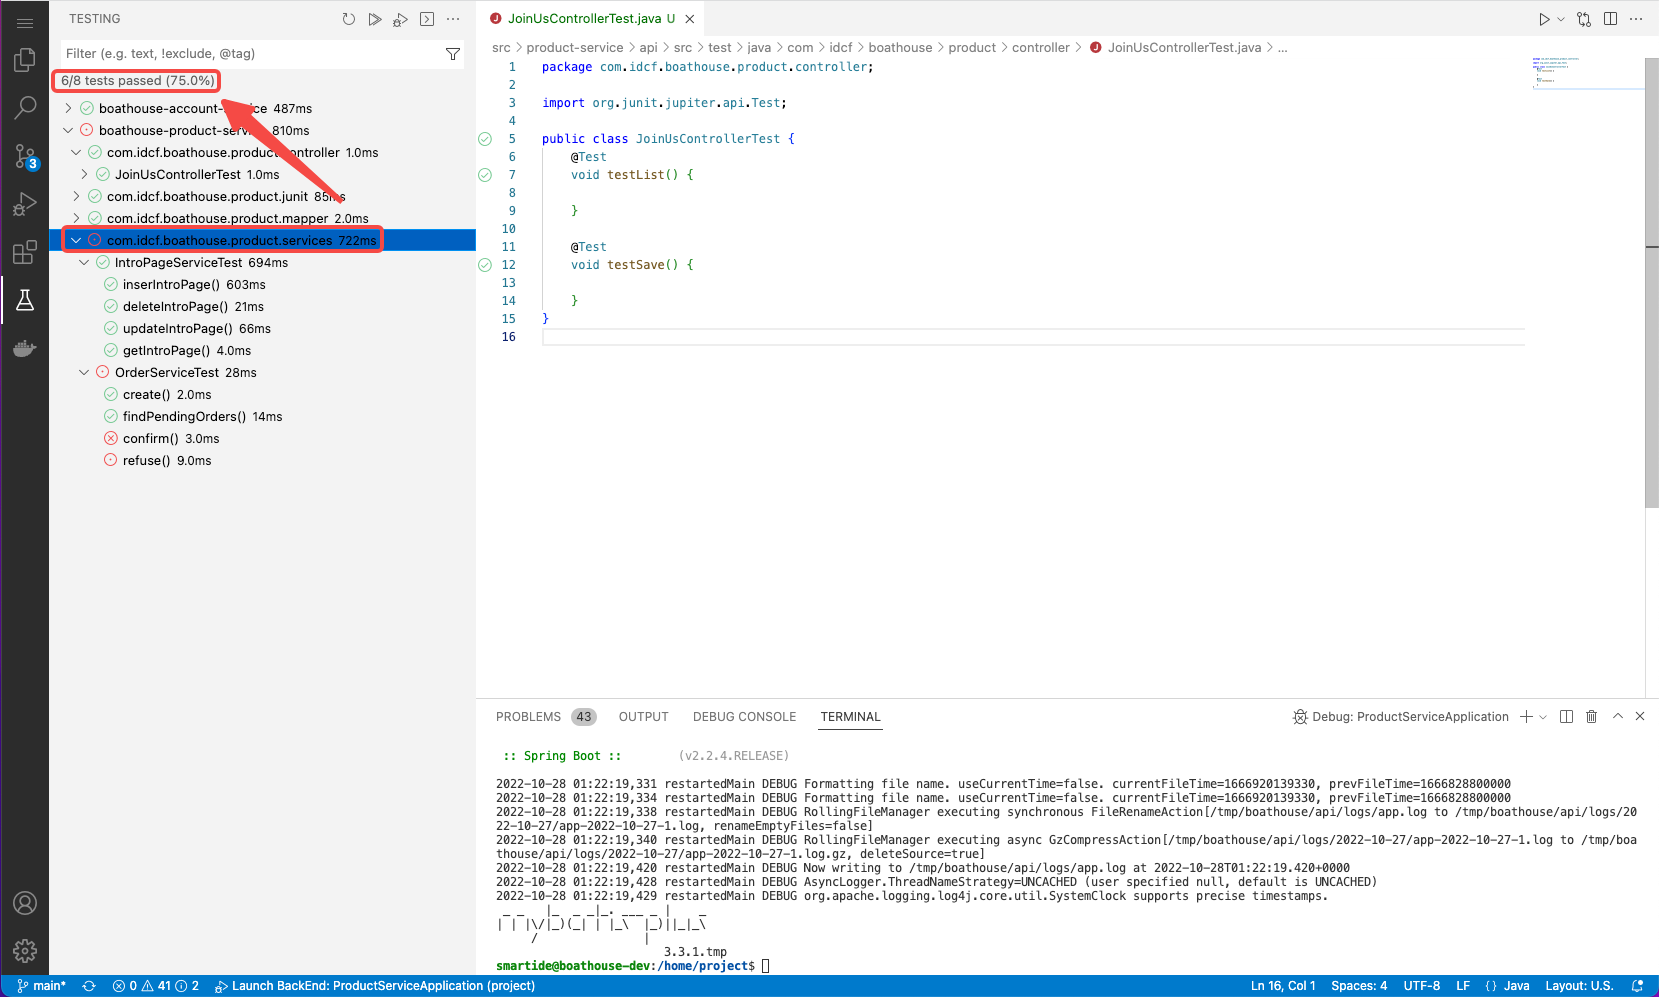 TESTING
Filter (e.g. text, !exclude, @tag)
6/8 tests passed (75.0%)
boathouse-account- ice 487ms
boathouse-product-ser 810ms
com.idcf.boathouse.product ontroller 1.0ms
JoinUsControllerTest 1.0ms
com.idcf.boathouse.product.junit 85ms
com.idcf.boathouse.product.mapper 2.0ms
com.idcf.boathouse.product.services 722ms
IntroPageServiceTest 694ms
inserIntroPage() 603ms
deleteIntroPage() 21ms
updateIntroPage() 66ms
getIntroPage() 4.0ms
OrderServiceTest 28ms
create() 2.0ms
findPendingOrders() 14ms
confirm() 3.0ms
refuse() 9.0ms
3
J JoinUsControllerTest.java U
src > product-service > api > src > test > java > com > idcf > boathouse > product > controller > J JoinUsControllerTest.java > ...
1 package com.idcf.boathouse.product.controller;
2
3 import org.junit.jupiter.api.Test;
4
5 public class JoinUsControllerTest {
6 @Test
7 void testList() {
8
9 }
10
11 @Test
12 void testSave() {
13
14 }
15 }
16
PROBLEMS 43 OUTPUT DEBUG CONSOLE TERMINAL
Debug: ProductServiceApplication
:: Spring Boot :: (v2.2.4.RELEASE)
2022-10-28 01:22:19,331 restartedMain DEBUG Formatting file name. useCurrentTime=false. currentFileTime=1666920139330, prevFileTime=1666828800000
2022-10-28 01:22:19,334 restartedMain DEBUG Formatting file name. useCurrentTime=false. currentFileTime=1666920139330, prevFileTime=1666828800000
2022-10-28 01:22:19,338 restartedMain DEBUG RollingFileManager executing synchronous FileRenameAction[/tmp/boathouse/api/logs/app.log to /tmp/boathouse/api/logs/20
22-10-27/app-2022-10-27-1.log, renameEmptyFiles=false]
2022-10-28 01:22:19,340 restartedMain DEBUG RollingFileManager executing async GzCompressAction[/tmp/boathouse/api/logs/2022-10-27/app-2022-10-27-1.log to /tmp/boa
thouse/api/logs/2022-10-27/app-2022-10-27-1.log.gz, deleteSource=true]
2022-10-28 01:22:19,420 restartedMain DEBUG Now writing to /tmp/boathouse/api/logs/app.log at 2022-10-28T01:22:19.420+0000
2022-10-28 01:22:19,428 restartedMain DEBUG AsyncLogger.ThreadNameStrategy=UNCACHED (user specified null, default is UNCACHED)
2022-10-28 01:22:19,429 restartedMain DEBUG org.apache.logging.log4j.core.util.SystemClock supports precise timestamps.
3.3.1.tmp
smartide@boathouse-dev:/home/project$
main* 0 41 2 Launch BackEnd: ProductServiceApplication (project)
Ln 16, Col 1 Spaces: 4 UTF-8 LF {} Java Layout: U.S.